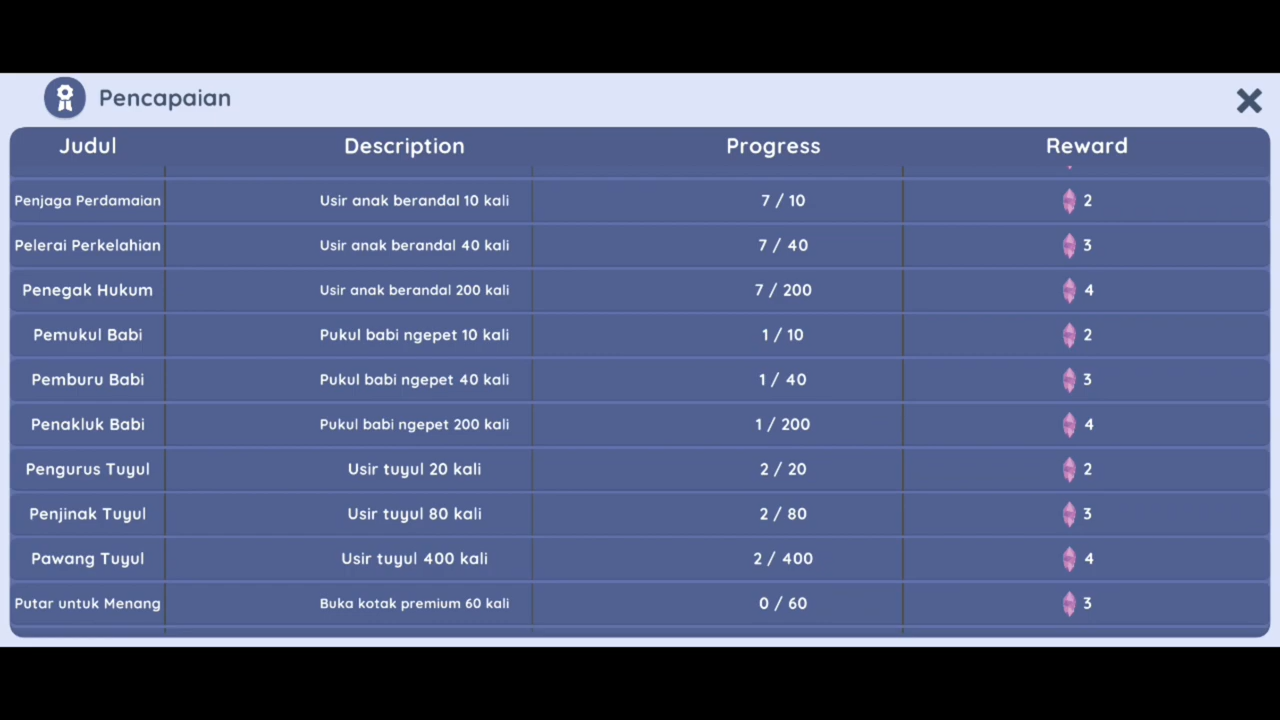 Pencapaian
Judul Description Progress Reward
Penjaga Perdamaian Usir anak berandal 10 kali 7 / 10 2
Pelerai Perkelahian Usir anak berandal 40 kali 7 / 40 3
Penegak Hukum Usir anak berandal 200 kali 7 / 200 4
Pemukul Babi Pukul babi ngepet 10 kali 1 / 10 2
Pemburu Babi Pukul babi ngepet 40 kali 1 / 40 3
Penakluk Babi Pukul babi ngepet 200 kali 1 / 200 4
Pengurus Tuyul Usir tuyul 20 kali 2 / 20 2
Penjinak Tuyul Usir tuyul 80 kali 2 / 80 3
Pawang Tuyul Usir tuyul 400 kali 2 / 400 4
Putar untuk Menang Buka kotak premium 60 kali 0 / 60 3